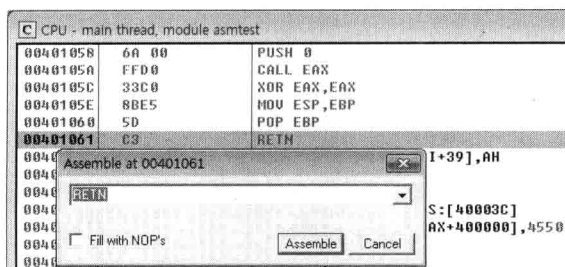 C CPU - main thread, module asmtest
00401058 6A 00 PUSH 0
0040105A FFD0 CALL EAX
0040105C 33C0 XOR EAX,EAX
0040105E 8BE5 MOV ESP,EBP
00401060 5D POP EBP
00401061 C3 RETN
I+39],AH
Assemble at 00401061
RETN
S:[40003C]
AX+400000],4550
Fill with NOP's
Assemble
Cancel